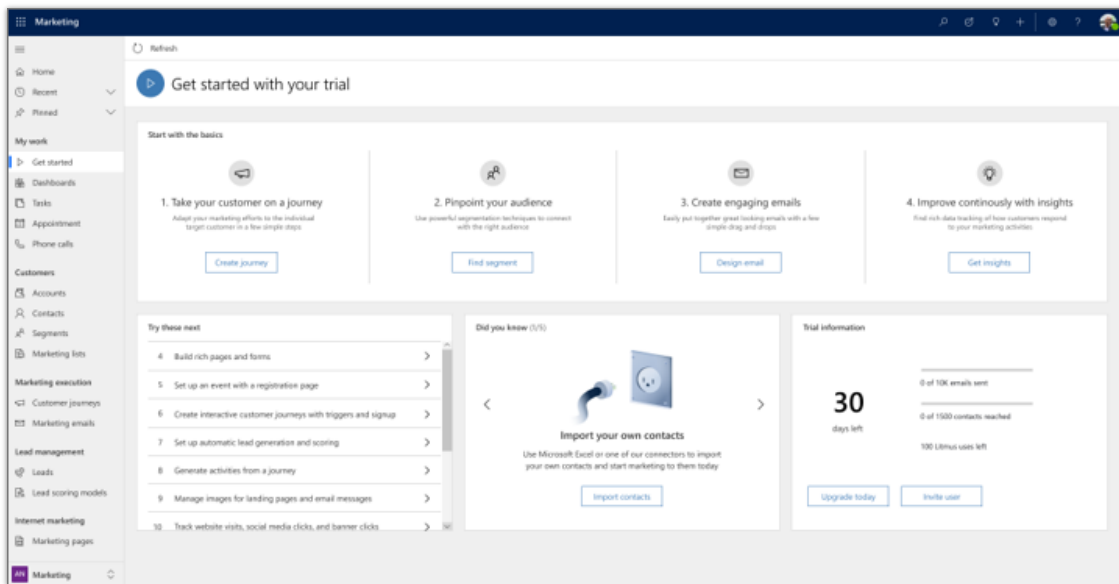 Marketing
Refresh
Home
Recent
Pinned
My work
Get started
Dashboards
Tasks
Appointment
Phone calls
Customers
Accounts
Contacts
Segments
Marketing lists
Marketing execution
Customer journeys
Marketing emails
Lead management
Leads
Lead scoring models
Internet marketing
Marketing pages
AN Marketing
Get started with your trial
Start with the basics
1. Take your customer on a journey
Adapt your marketing efforts to the individual
target customer in a few simple steps
Create journey
2. Pinpoint your audience
Use powerful segmentation techniques to connect
with the right audience
Find segment
3. Create engaging emails
Easily put together great looking emails with a few
simple drag and drops
Design email
4. Improve continously with insights
Find rich data tracking of how customers respond
to your marketing activities
Get insights
Try these next
4 Build rich pages and forms
5 Set up an event with a registration page
6 Create interactive customer journeys with triggers and signup
7 Set up automatic lead generation and scoring
8 Generate activities from a journey
9 Manage images for landing pages and email messages
10 Track website visits, social media clicks, and banner clicks
Did you know (1/5)
Import your own contacts
Use Microsoft Excel or one of our connectors to import
your own contacts and start marketing to them today
Import contacts
Trial information
30
days left
0 of 10K emails sent
0 of 1500 contacts reached
100 Litmus uses left
Upgrade today
Invite user